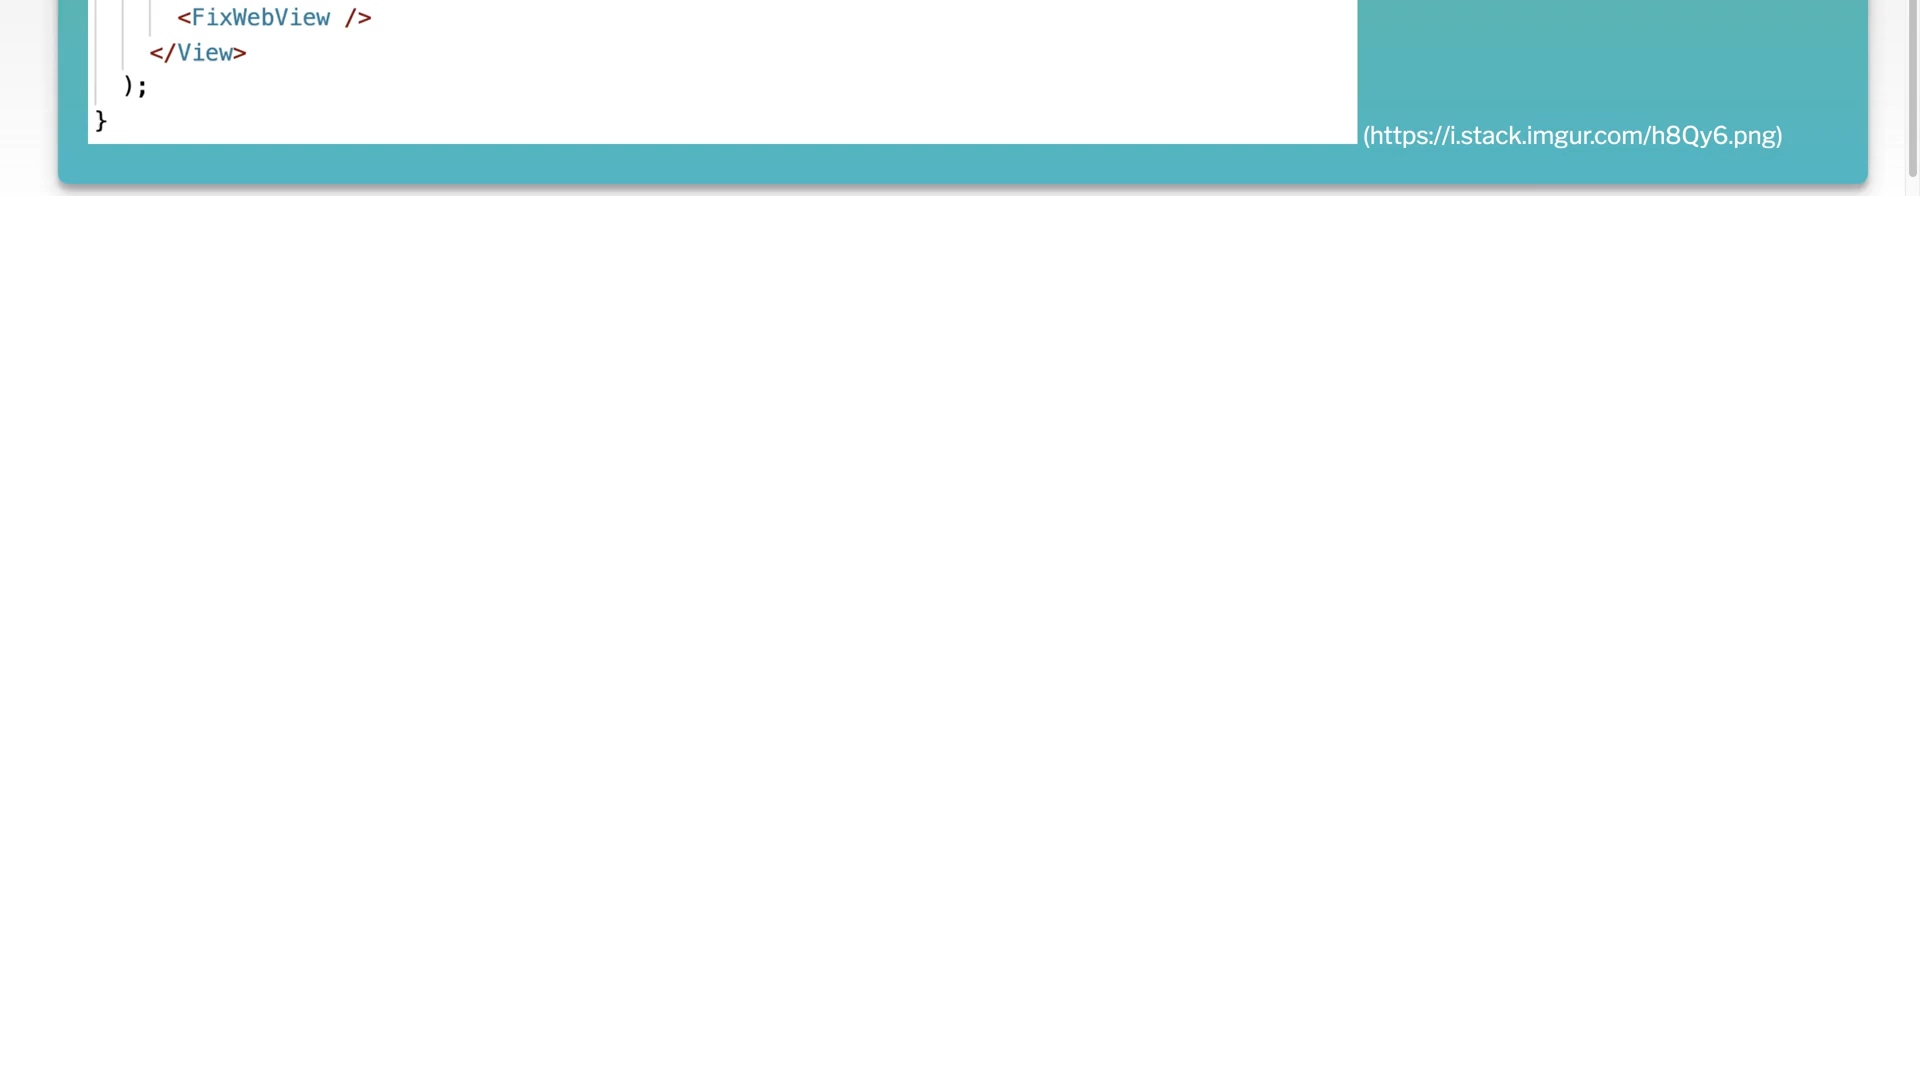 <FixWebView />
</View>
);
}
(https://i.stack.imgur.com/h8Qy6.png)